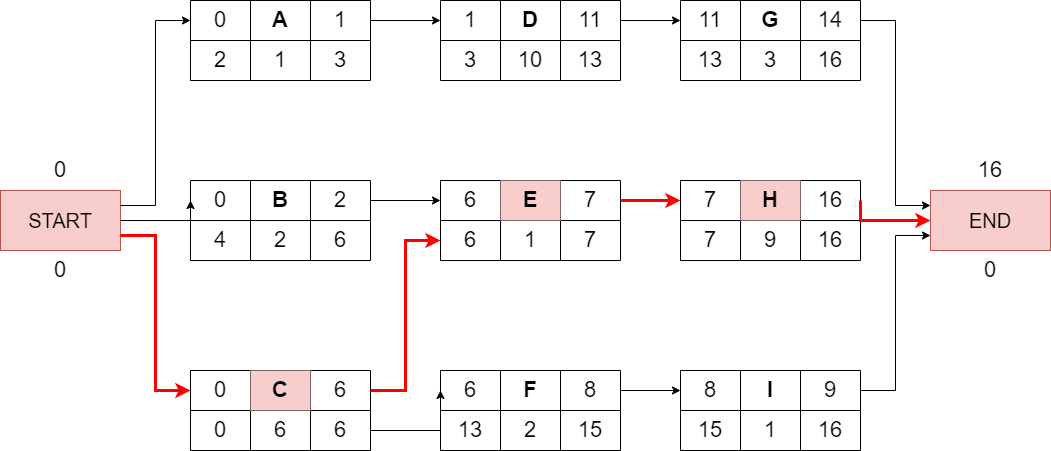 0 A 1
2 1 3
1 D 11
3 10 13
11 G 14
13 3 16
0
START
0
0 B 2
4 2 6
6 E 7
6 1 7
7 H 16
7 9 16
16
END
0
0 C 6
0 6 6
6 F 8
13 2 15
8 I 9
15 1 16